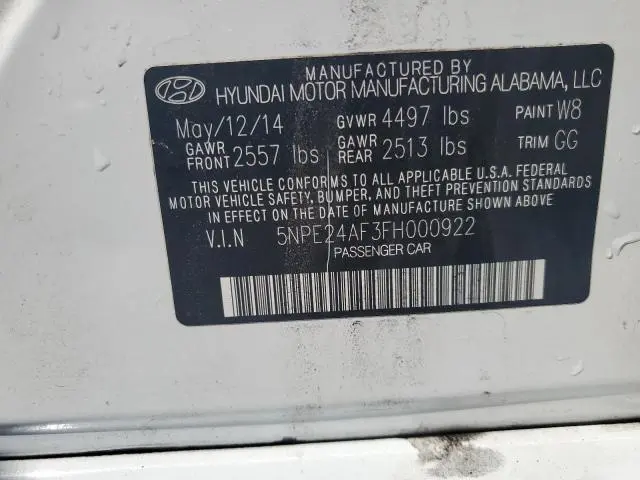 MANUFACTURED BY
HYUNDAI MOTOR MANUFACTURING ALABAMA, LLC
May/12/14 GVWR 4497 lbs PAINT W8
GAWR FRONT 2557 lbs GAWR REAR 2513 lbs TRIM GG
THIS VEHICLE CONFORMS TO ALL APPLICABLE U.S.A. FEDERAL
MOTOR VEHICLE SAFETY, BUMPER, AND THEFT PREVENTION STANDARDS
IN EFFECT ON THE DATE OF MANUFACTURE SHOWN ABOVE.
V.I.N 5NPE24AF3FH000922
PASSENGER CAR